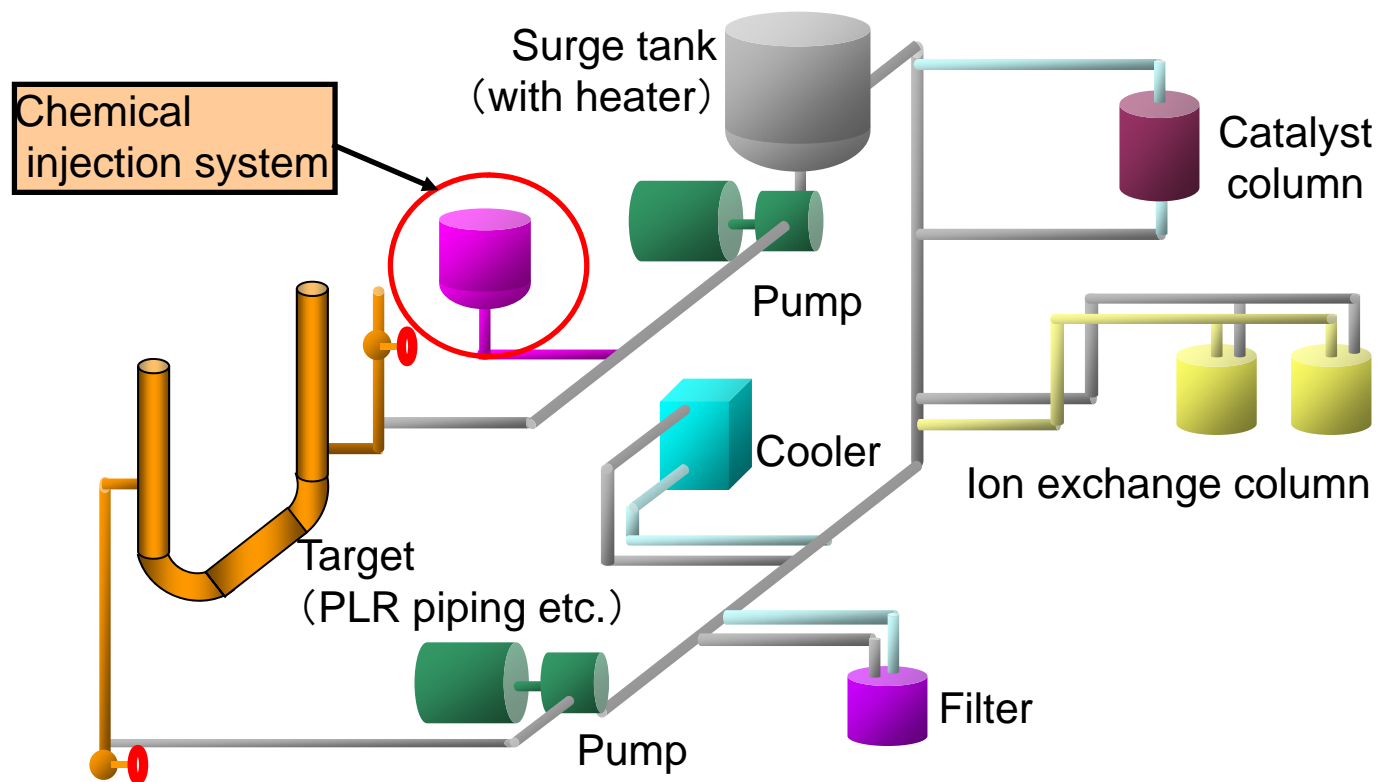 Surge tank
（with heater）
Chemical
injection system
Catalyst
column
Pump
Cooler
Ion exchange column
Target
（PLR piping etc.）
Filter
Pump